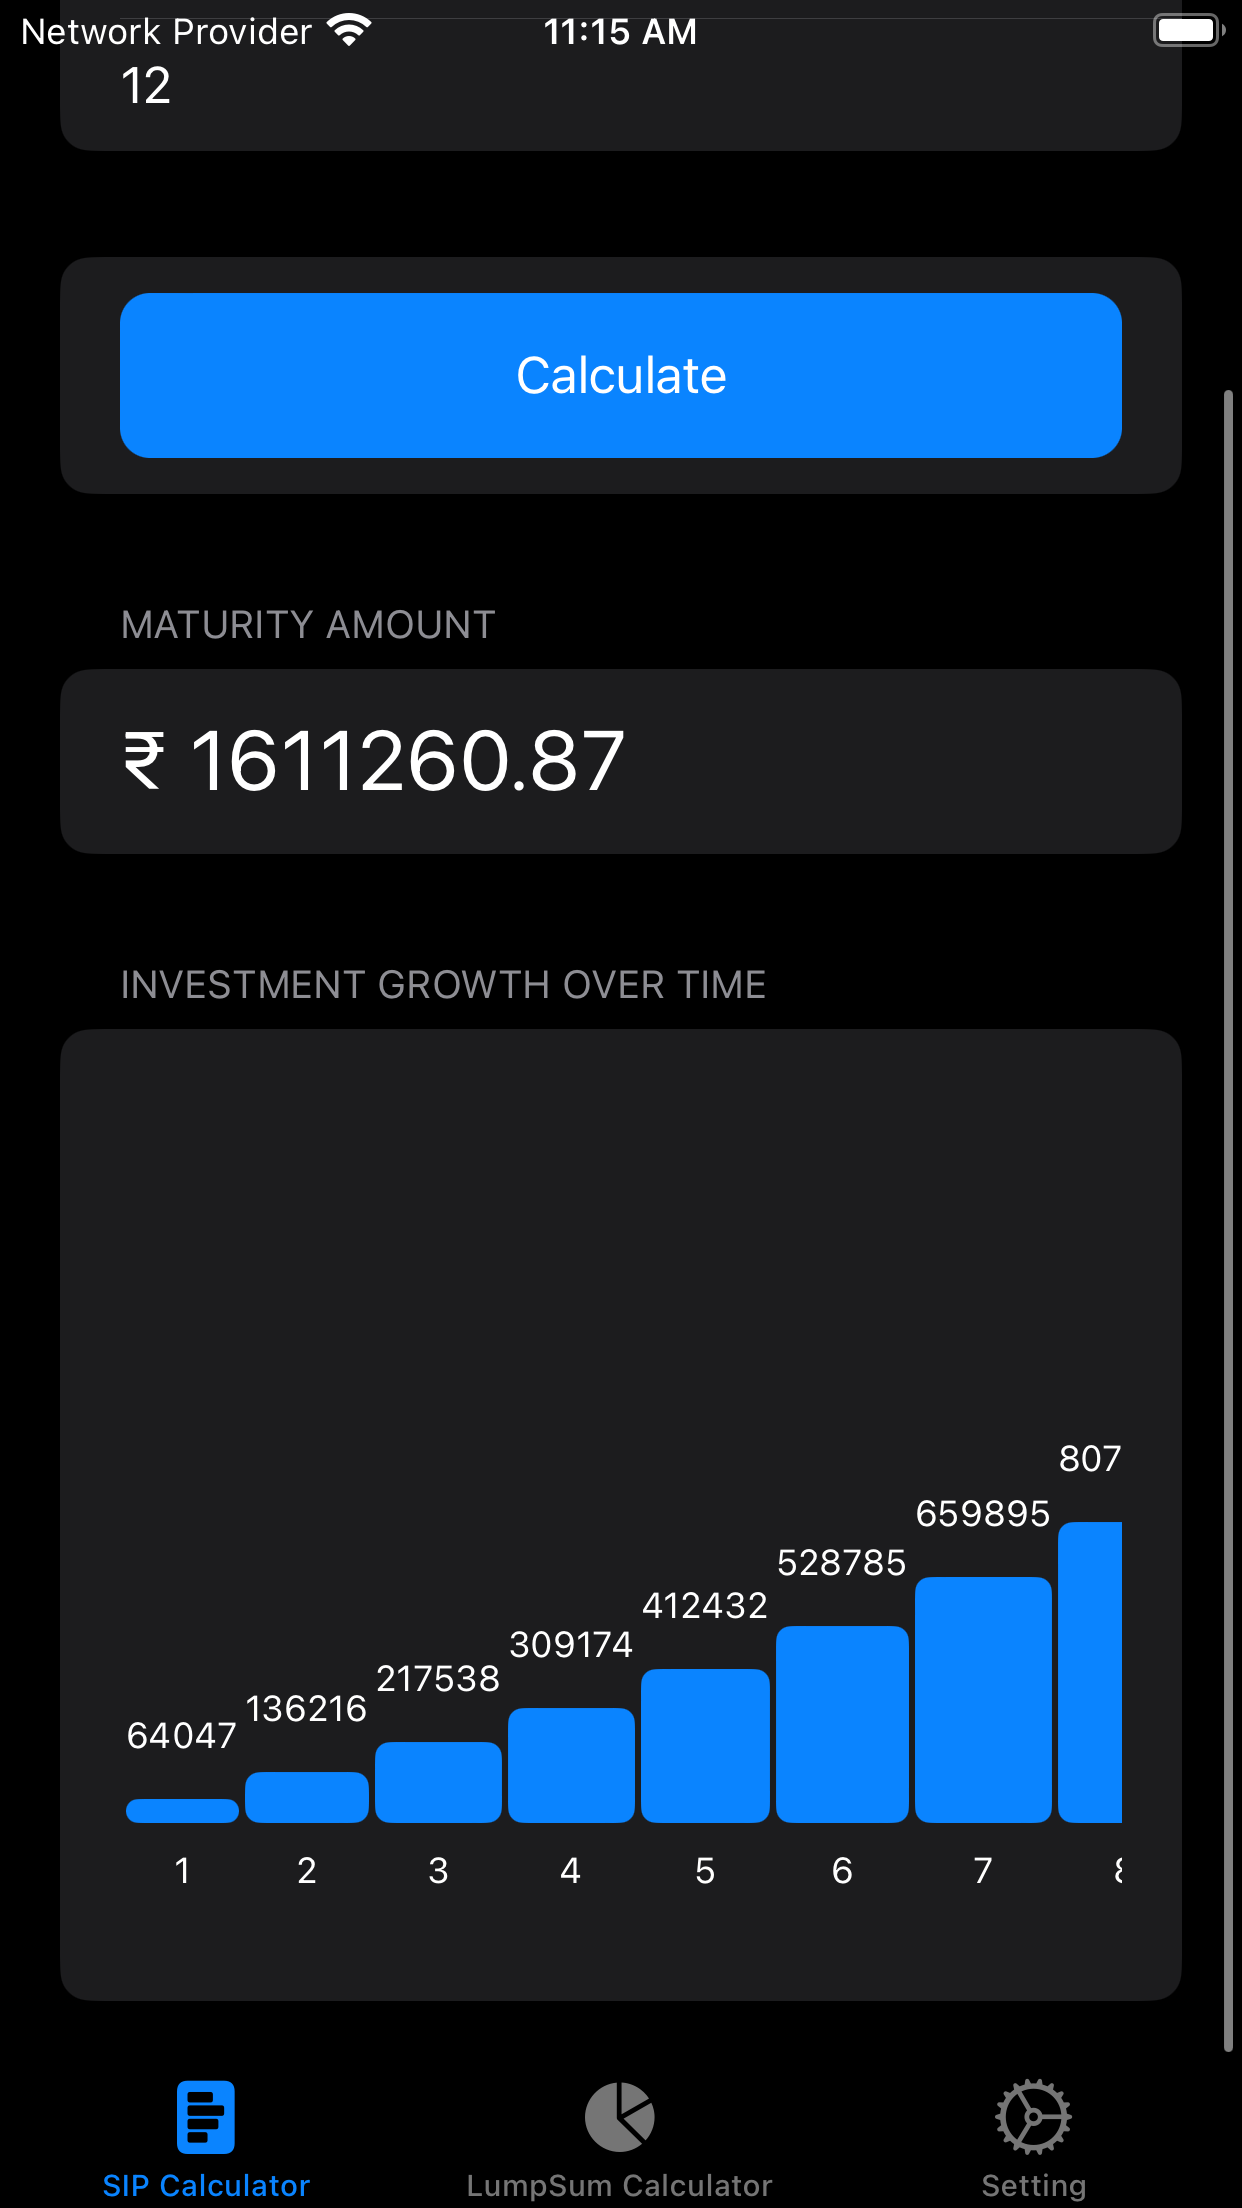 Network Provider 11:15 AM
12
Calculate
MATURITY AMOUNT
₹ 1611260.87
INVESTMENT GROWTH OVER TIME
807
659895
528785
412432
309174
217538
136216
64047
1 2 3 4 5 6 7
SIP Calculator LumpSum Calculator Setting